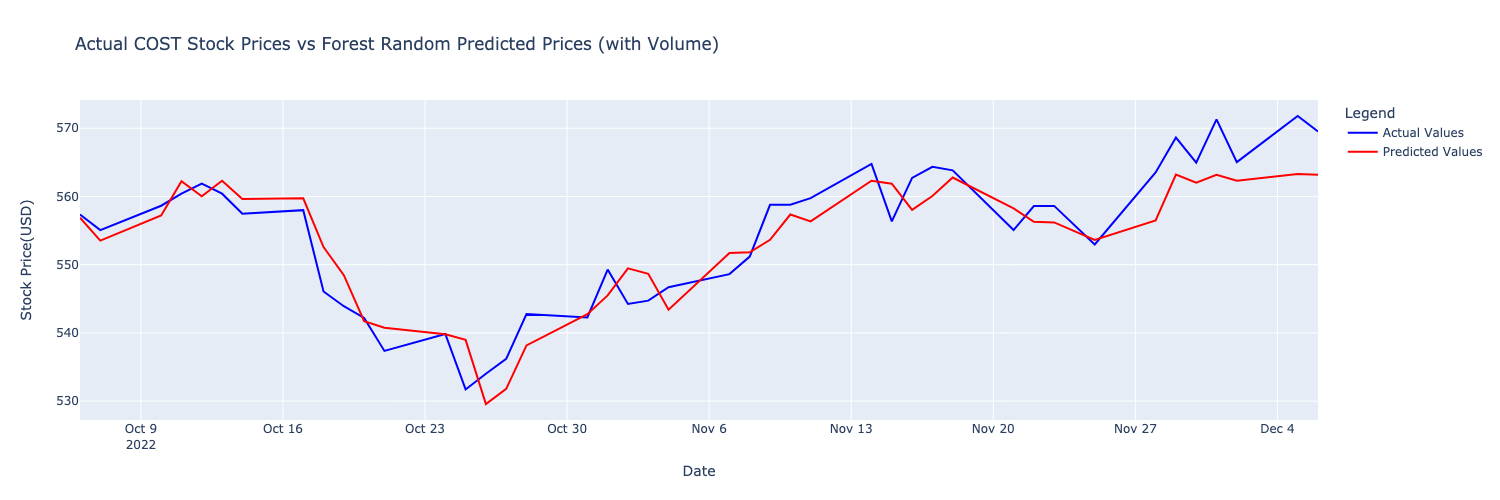 Actual COST Stock Prices vs Forest Random Predicted Prices (with Volume)
Legend
Actual Values
Predicted Values
Stock Price(USD)
570
560
550
540
530
Oct 9
2022
Oct 16
Oct 23
Oct 30
Nov 6
Nov 13
Nov 20
Nov 27
Dec 4
Date